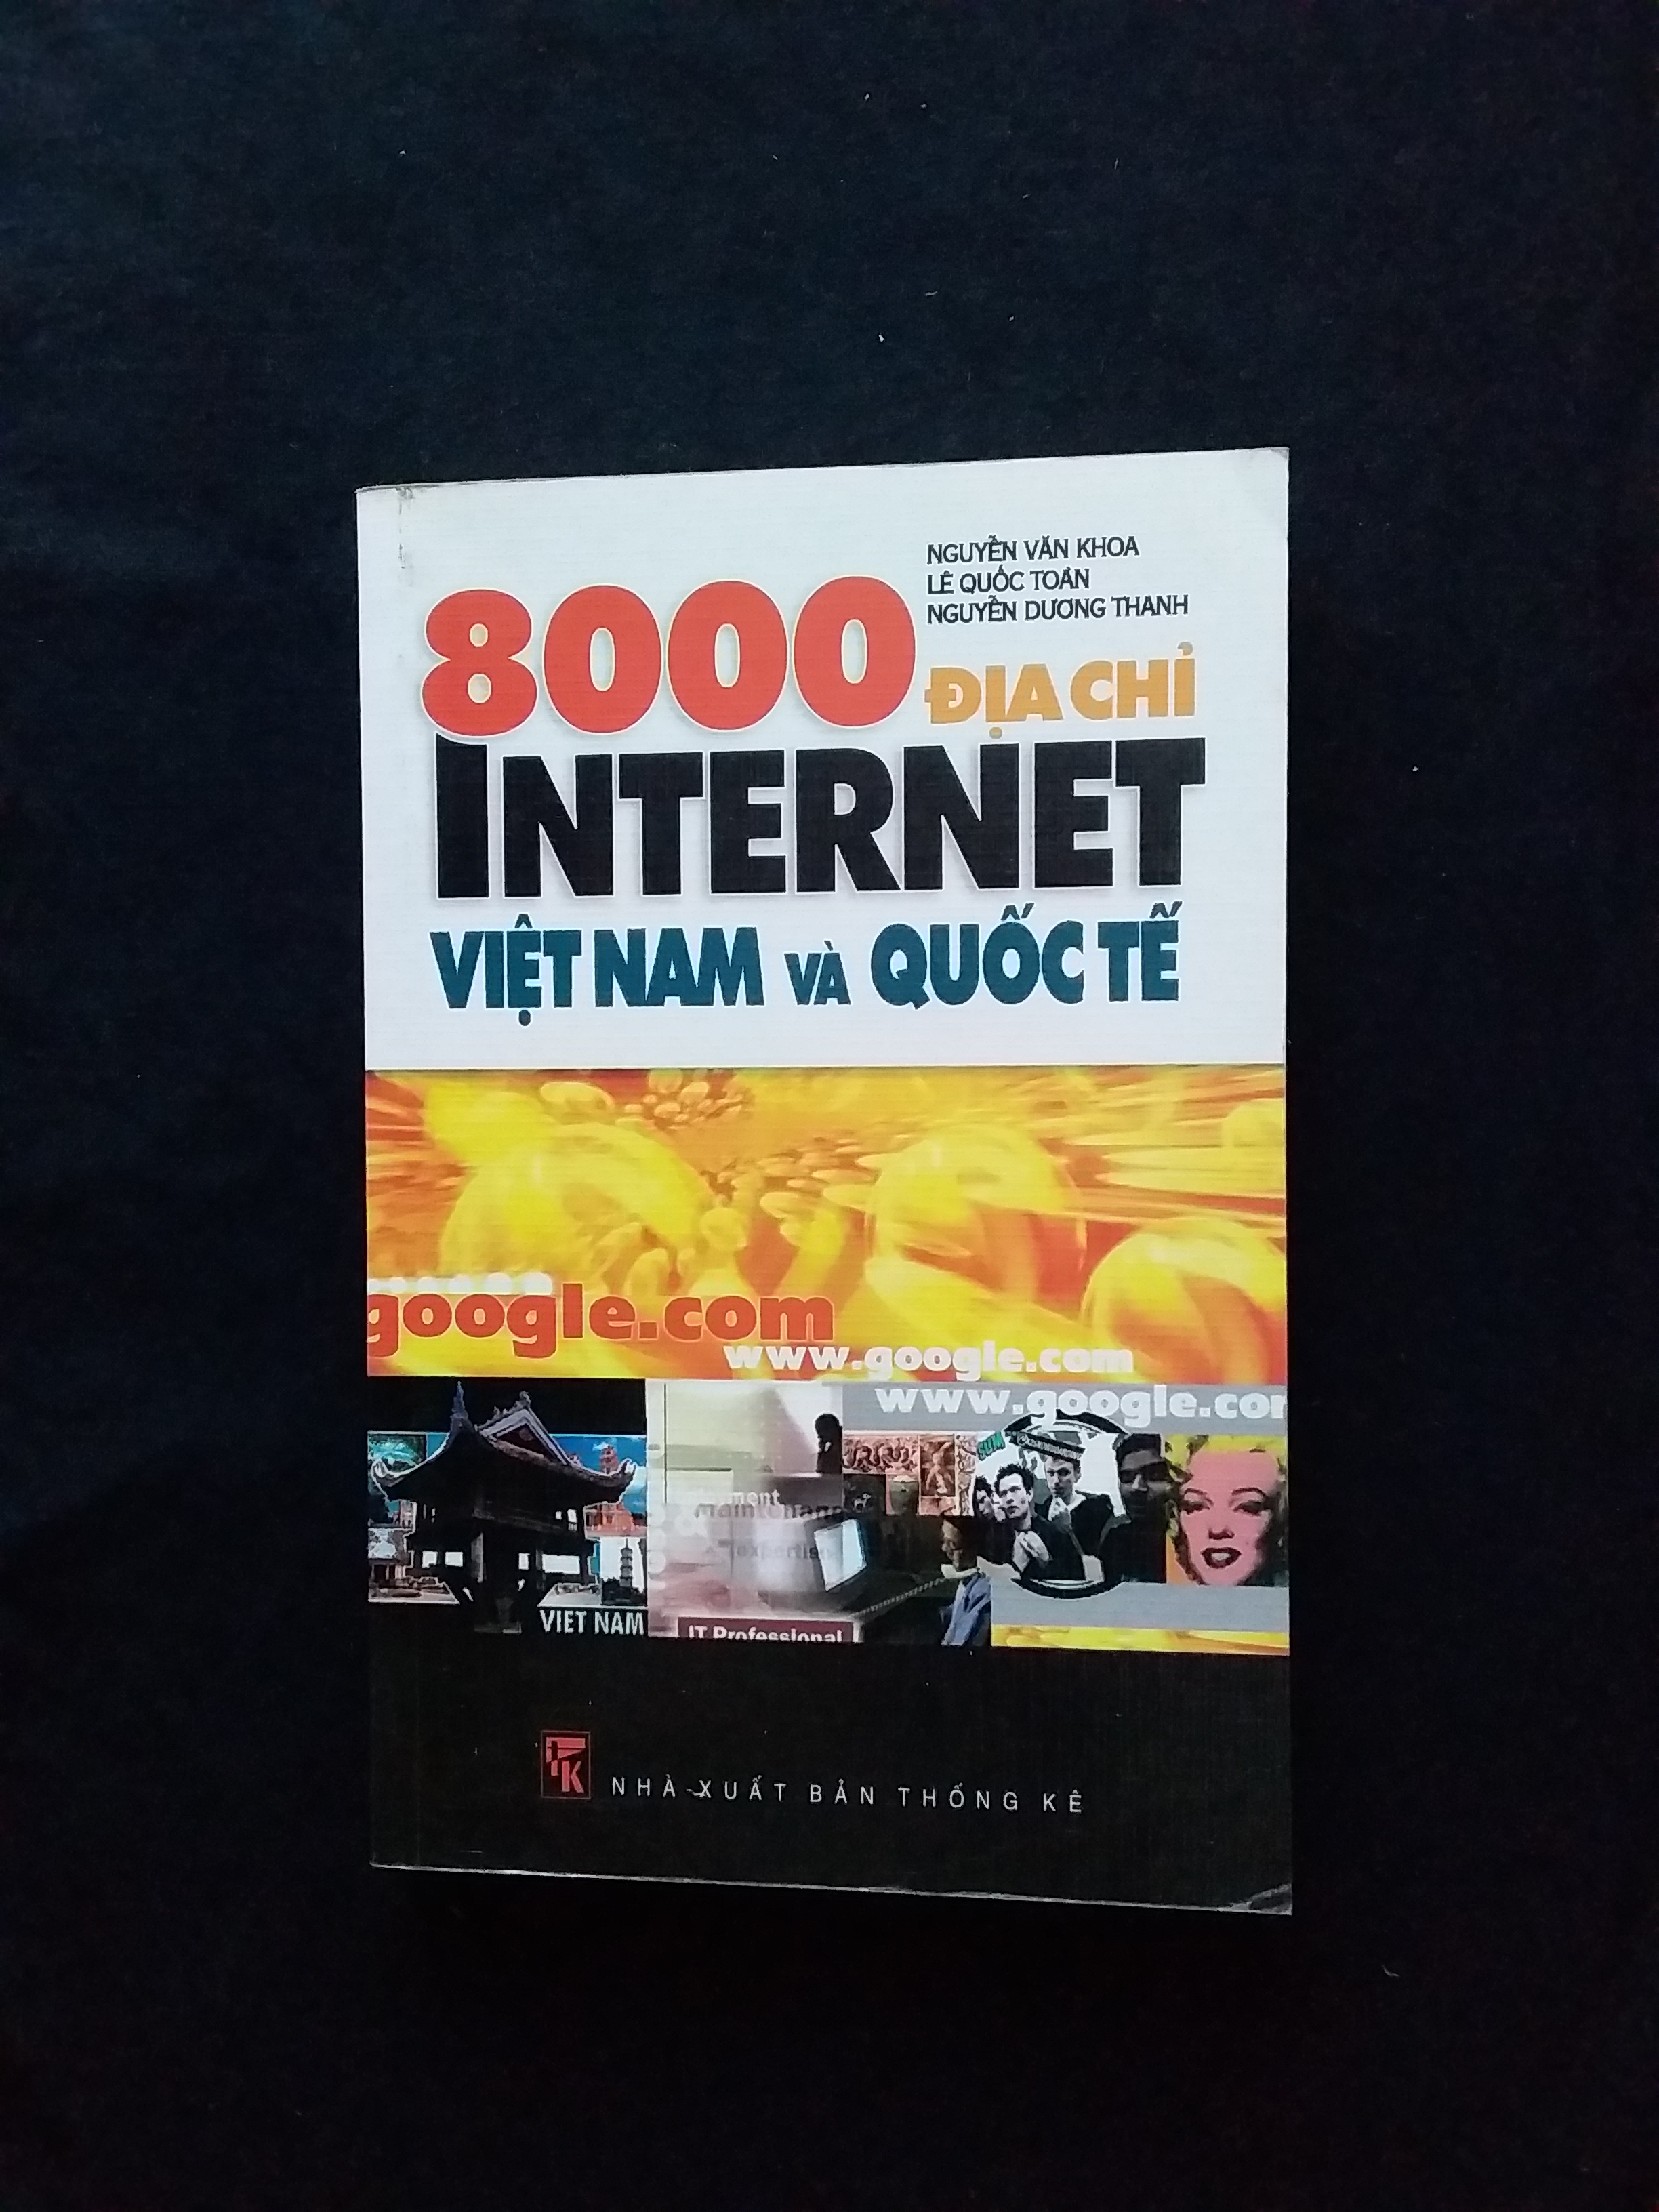 NGUYỄN VĂN KHOA
LÊ QUỐC TOẢN
NGUYỄN DƯƠNG THANH
8000 ĐỊA CHỈ
INTERNET
VIỆT NAM VÀ QUỐC TẾ
google.com
www.google.com
www.google.com
VIET NAM
IT Professional
NHÀ XUẤT BẢN THỐNG KÊ